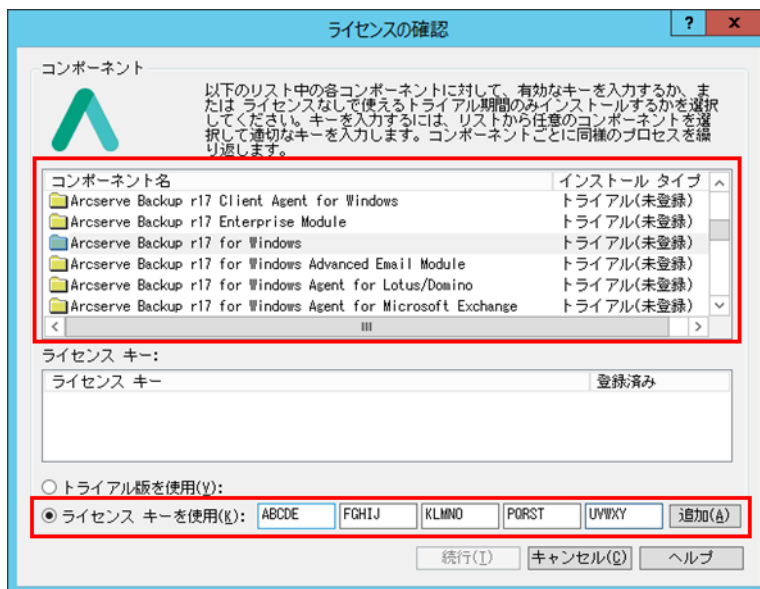 ライセンスの確認
? x
コンポーネント
以下のリスト中の各コンポーネントに対して、有効なキーを入力するか、ま
たは ライセンスなしで使えるトライアル期間のみインストールするかを選択
してください。キーを入力するには、リストから任意のコンポーネントを選
択して適切なキーを入力します。コンポーネントごとに同様のプロセスを繰
り返します。
コンポーネント名 インストール タイプ
Arcserve Backup r17 Client Agent for Windows トライアル(未登録)
Arcserve Backup r17 Enterprise Module トライアル(未登録)
Arcserve Backup r17 for Windows トライアル(未登録)
Arcserve Backup r17 for Windows Advanced Email Module トライアル(未登録)
Arcserve Backup r17 for Windows Agent for Lotus/Domino トライアル(未登録)
Arcserve Backup r17 for Windows Agent for Microsoft Exchange トライアル(未登録)
ライセンス キー:
ライセンス キー 登録済み
トライアル版を使用(V):
ライセンス キーを使用(K): ABCDE FGHIJ KLMNO PQRST UVWXY 追加(A)
続行(I) キャンセル(C) ヘルプ